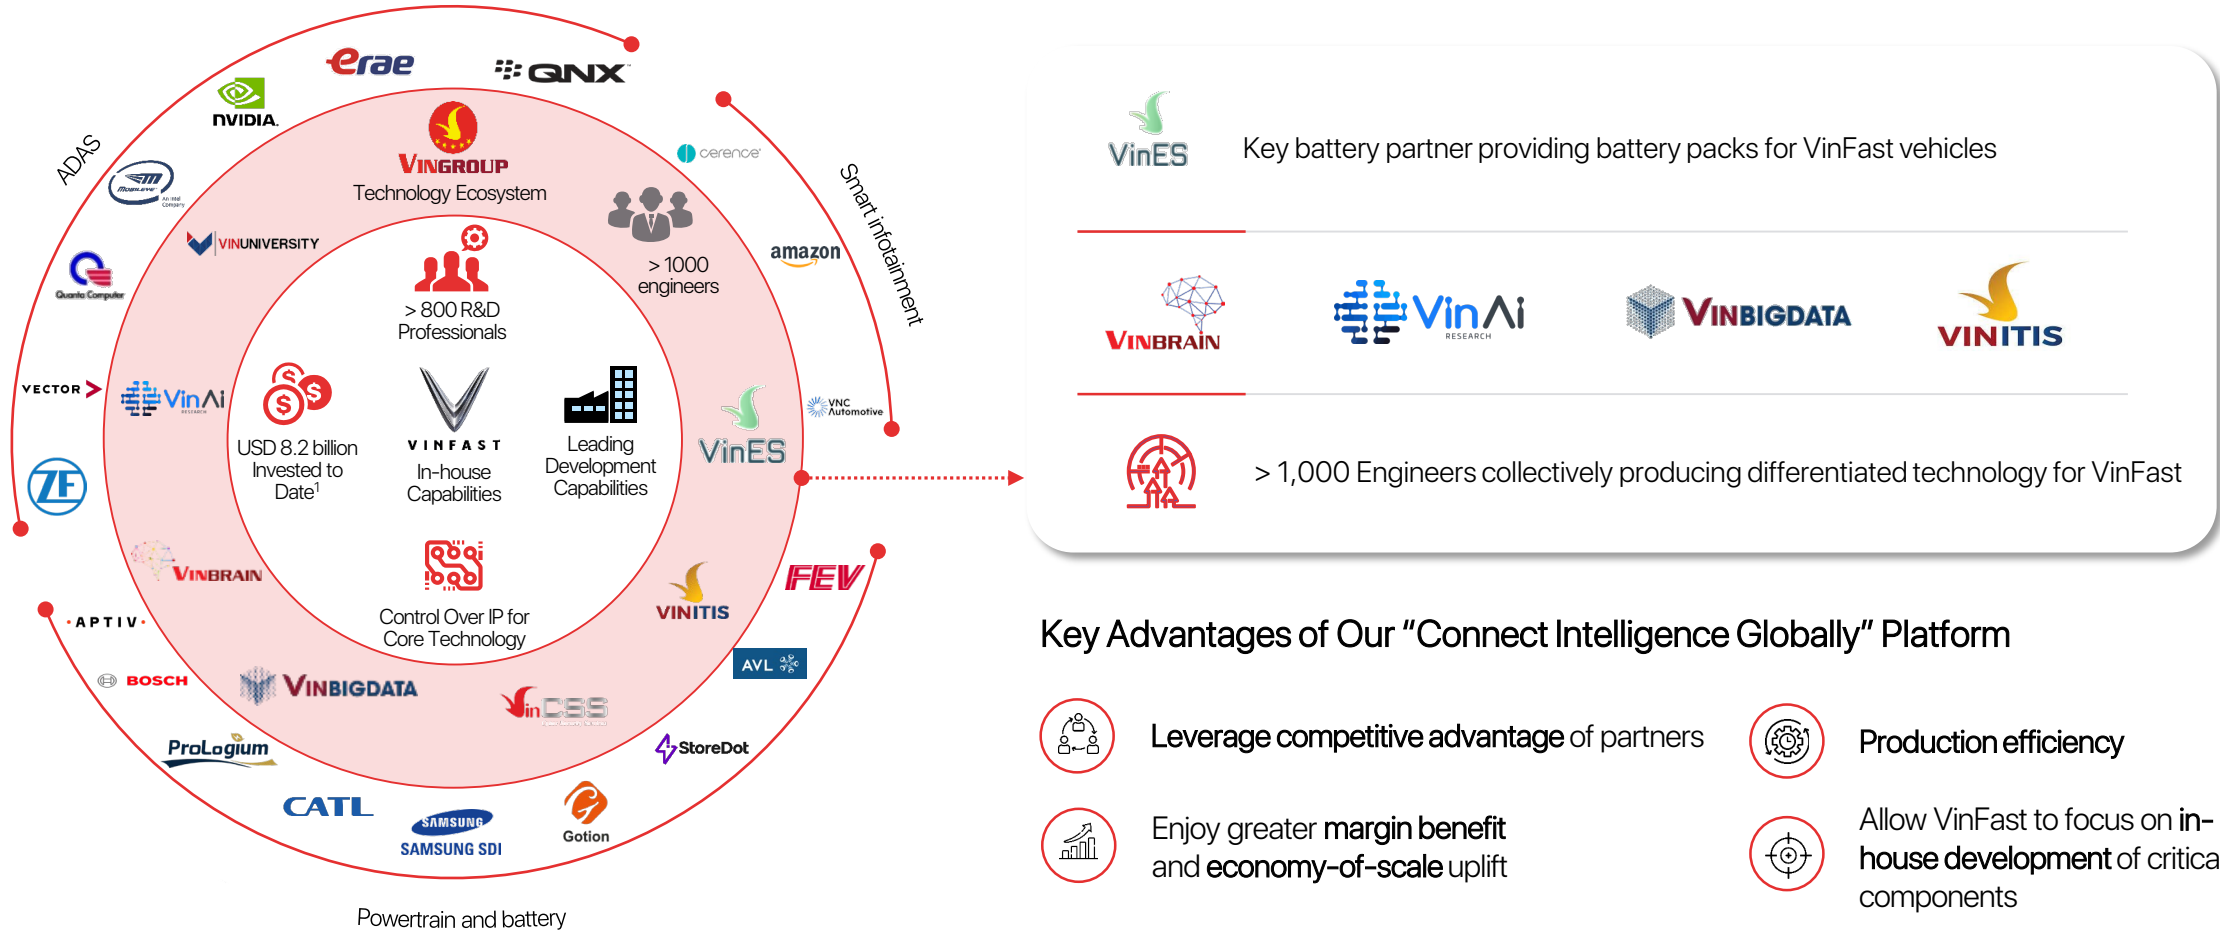 ADAS
erae
QNX
NVIDIA.
MOBILEYE
An Intel
Company
Quanta Computer
VECTOR
ZF
Smart infotainment
cerence
amazon
VNC
Automotive
VINGROUP
Technology Ecosystem
VINUNIVERSITY
> 1000
engineers
VinAi
RESEARCH
VinES
VINBRAIN
VINITIS
VINBIGDATA
VinCSS
> 800 R&D
Professionals
USD 8.2 billion
Invested to
Date1
VINFAST
In-house
Capabilities
Leading
Development
Capabilities
Control Over IP for
Core Technology
APTIV
BOSCH
ProLogium
CATL
SAMSUNG
SAMSUNG SDI
Gotion
StoreDot
AVL
FEV
Powertrain and battery
VinES
Key battery partner providing battery packs for VinFast vehicles
VINBRAIN
VinAi
RESEARCH
VINBIGDATA
VINITIS
> 1,000 Engineers collectively producing differentiated technology for VinFast
Key Advantages of Our “Connect Intelligence Globally” Platform
Leverage competitive advantage of partners
Production efficiency
Enjoy greater margin benefit
and economy-of-scale uplift
Allow VinFast to focus on in-
house development of critica
components